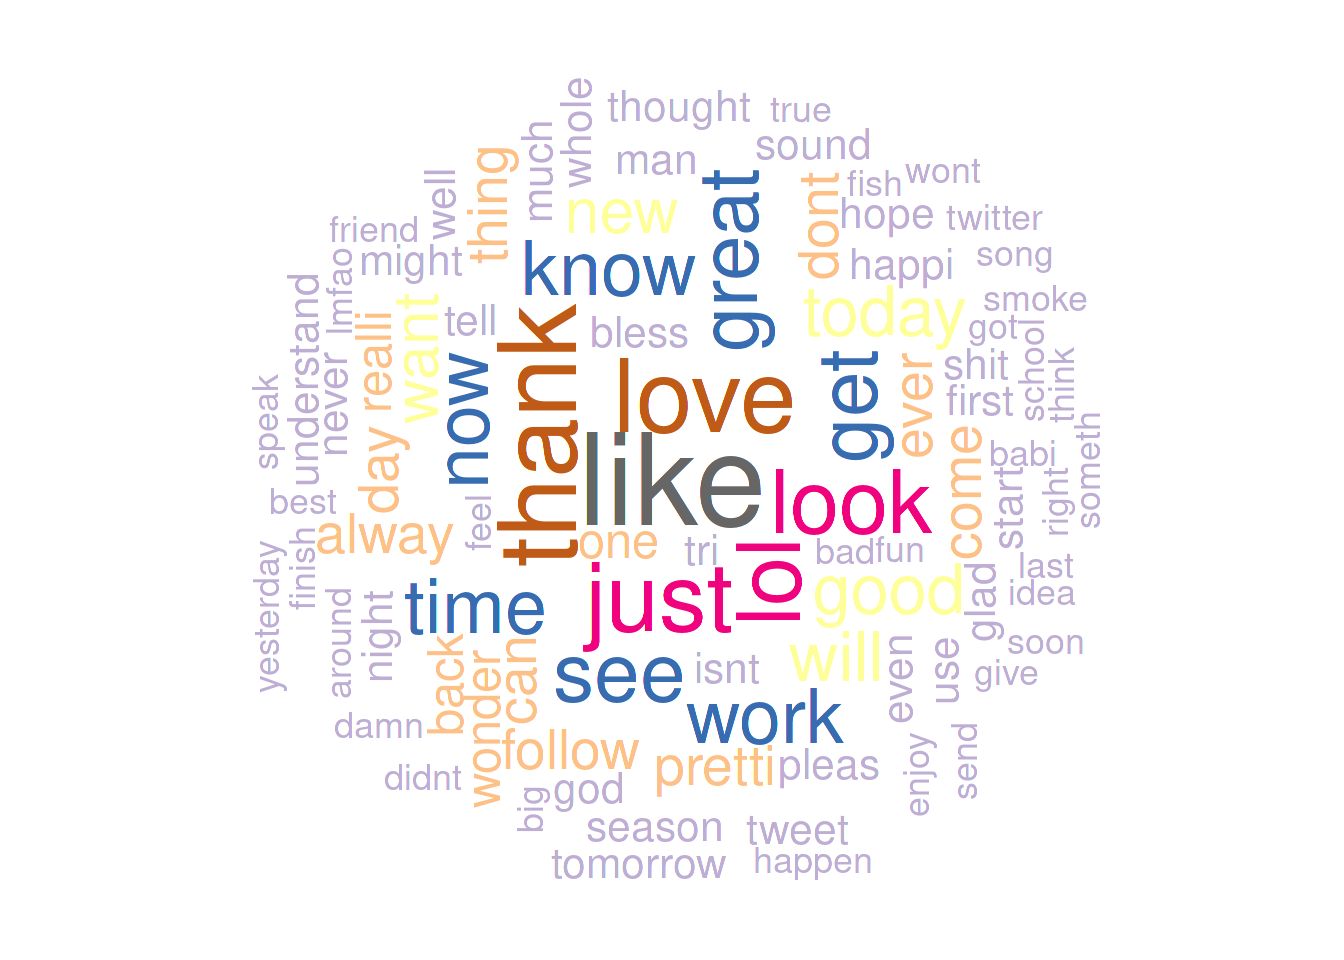 whole
thought
true
much
man
sound
thing
well
new
great
dont
fish
wont
hope
twitter
friend
might
know
happi
song
understand
lmfao
realli
want
tell
bless
today
smoke
got
school
think
never
now
thank
love
get
ever
shit
first
speak
day
like
look
come
babi
start
right
someth
best
alway
feel
one
tri
lol
bad
fun
last
yesterday
finish
around
night
time
just
good
glad
idea
back
wonder
can
see
isnt
will
even
use
soon
give
damn
work
follow
pretti
pleas
didnt
big
god
enjoy
send
season
tweet
tomorrow
happen